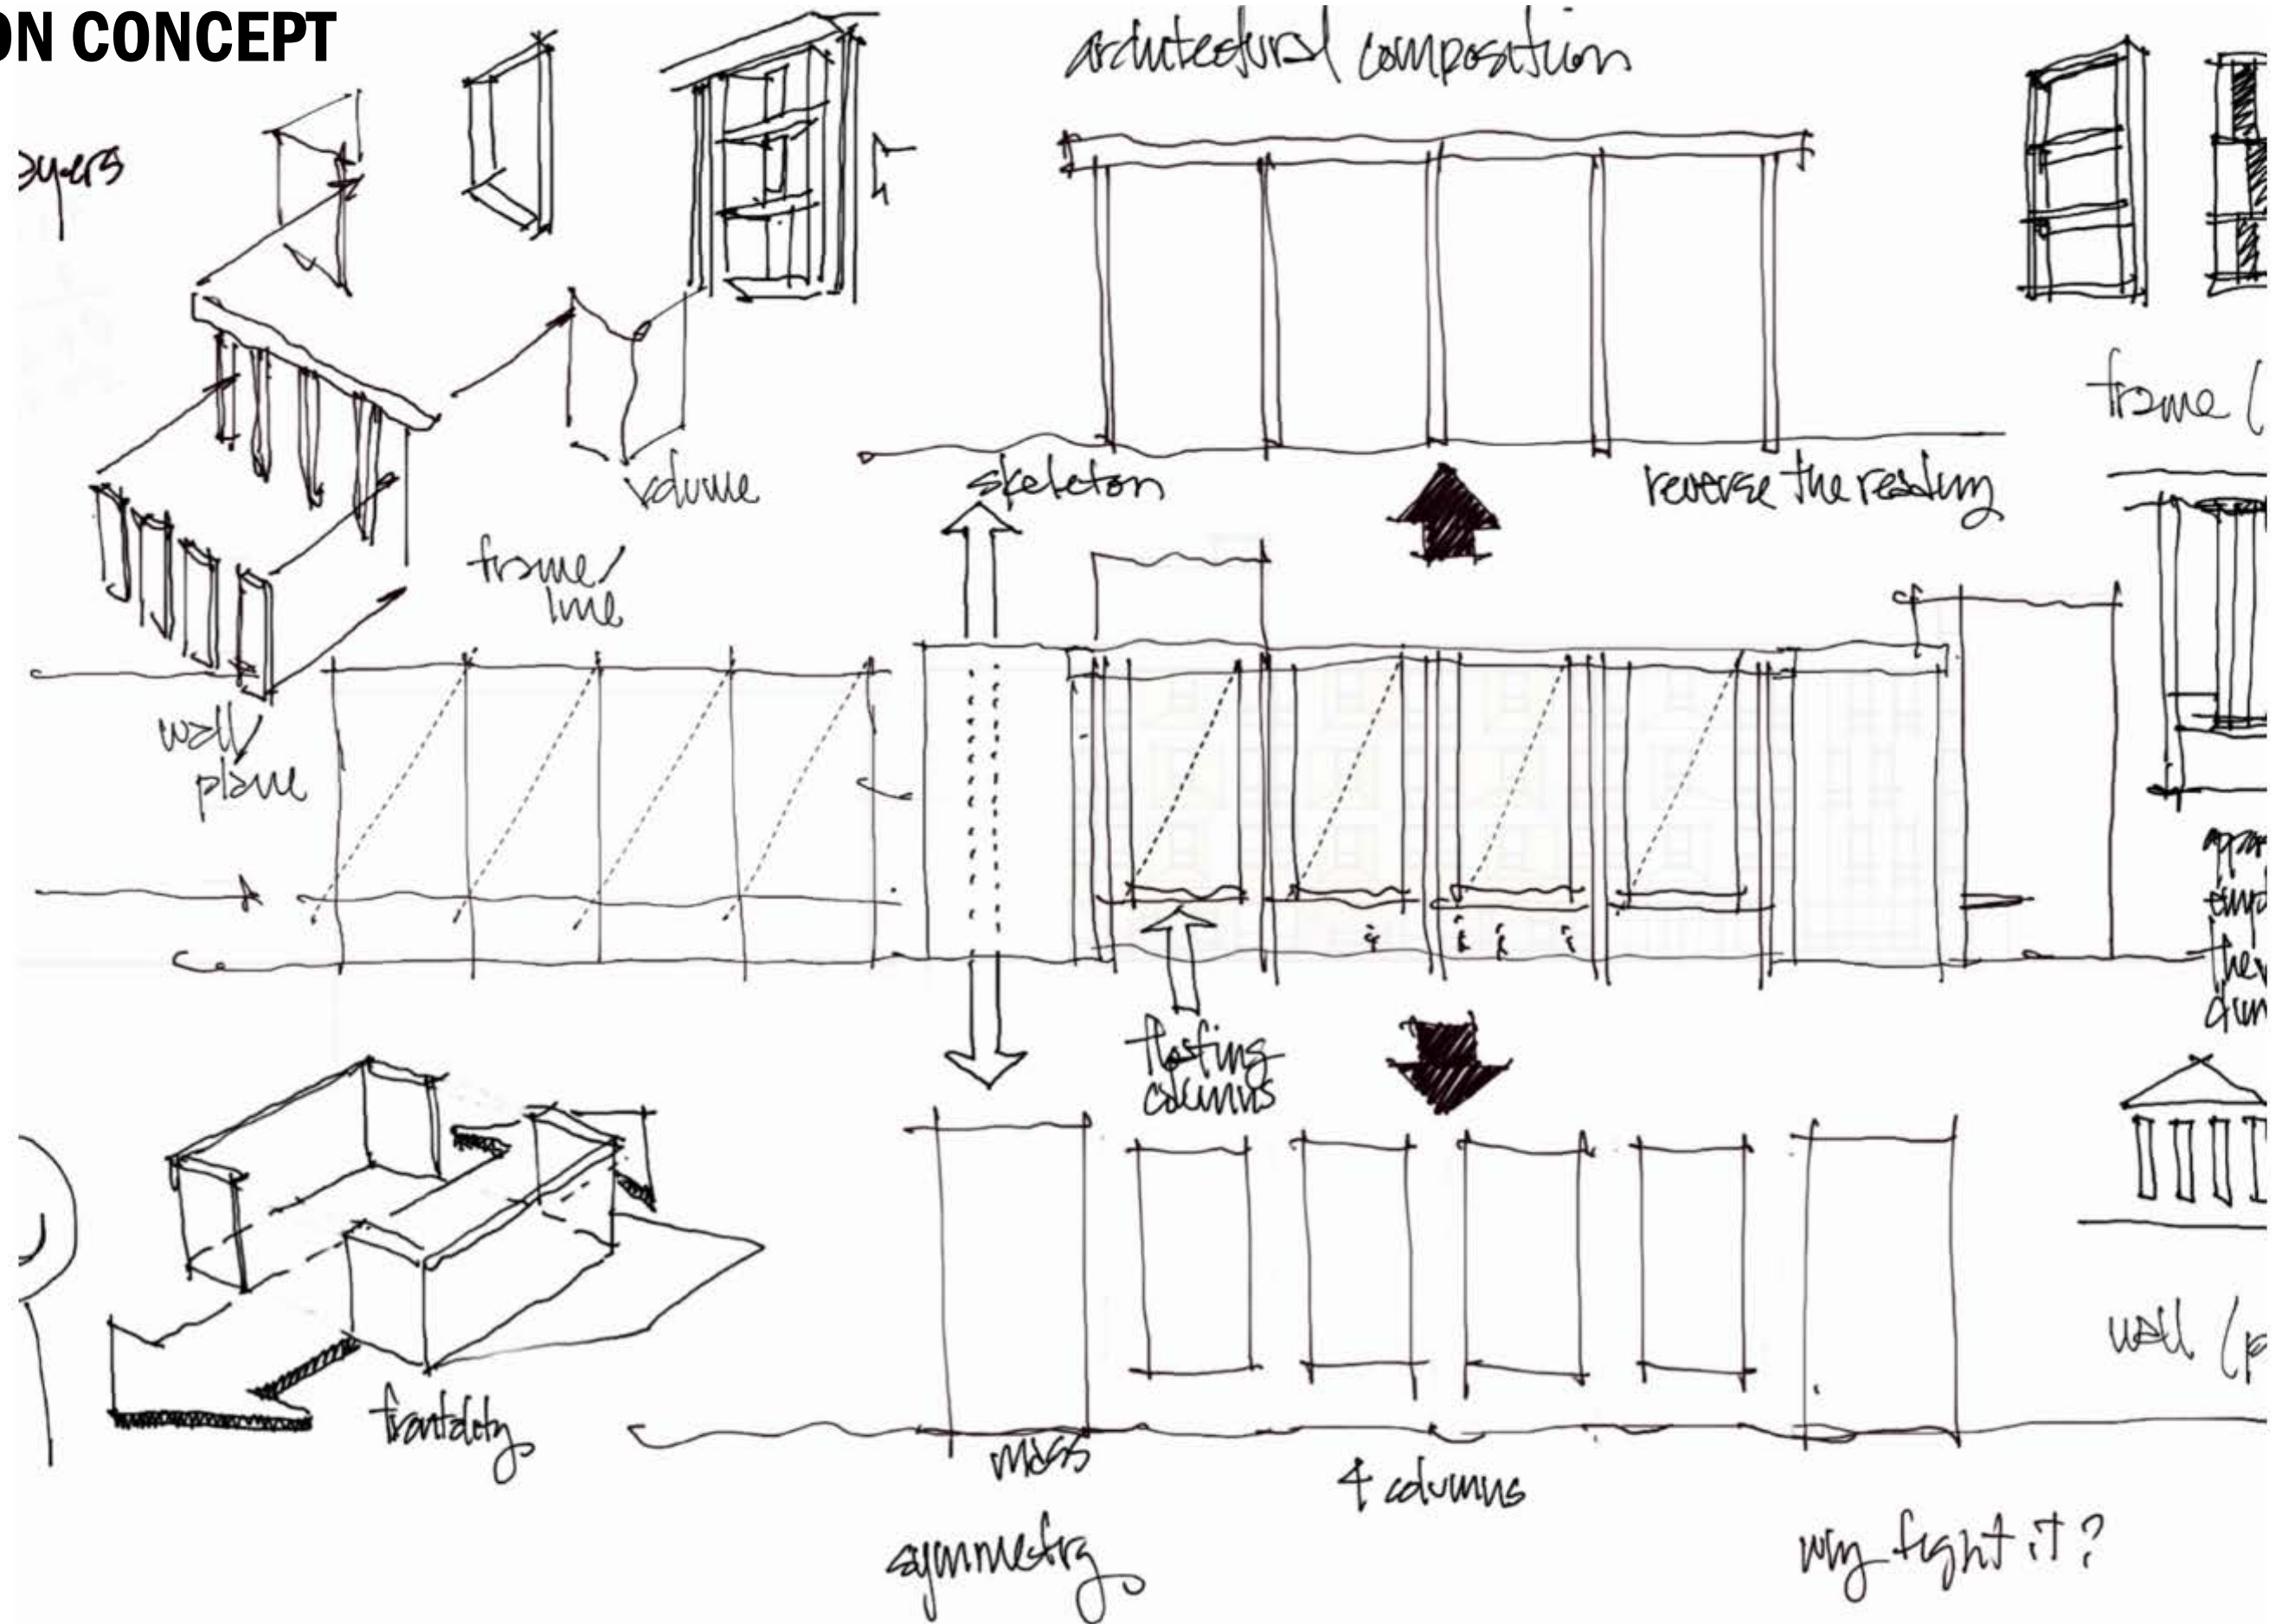 ON CONCEPT
architectural composition
ayers
frame (
volume
skeleton
reverse the reading
frame/
line
wall/
plane
floating
columns
frontality
wall (p
mass
4 columns
symmetry
why fight it?